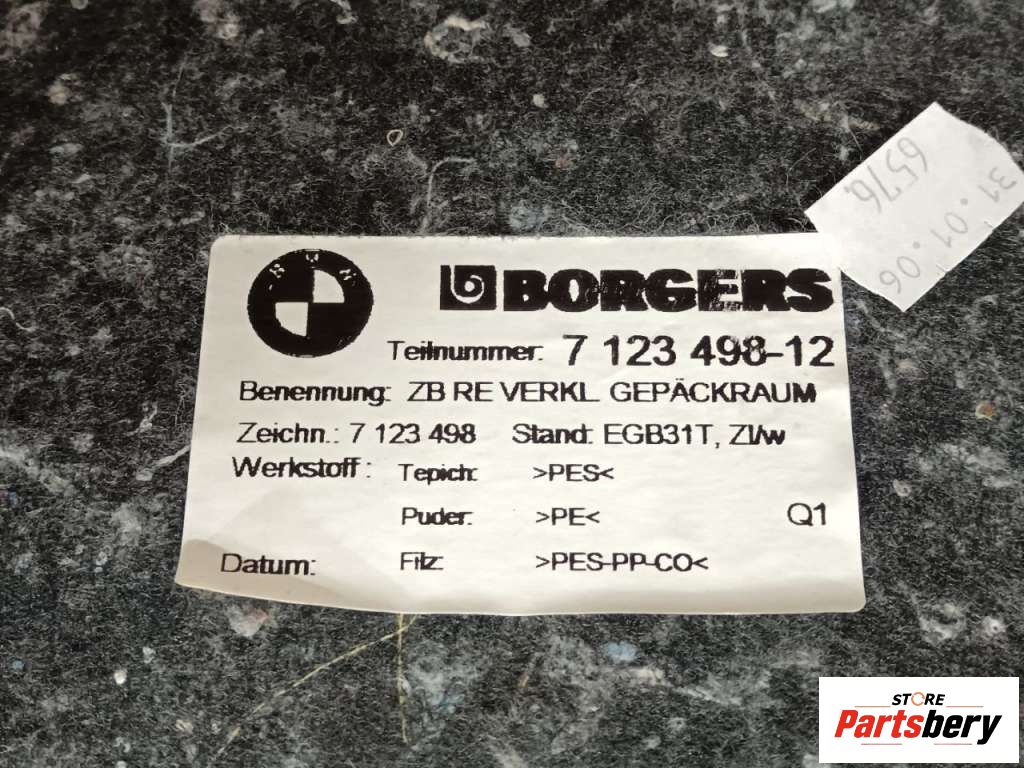 BMW
BORGERS
Teilnummer: 7 123 498-12
Benennung: ZB RE VERKL GEPÄCKRAUM
Zeichn.: 7 123 498 Stand: EGB31T, ZI/w
Werkstoff: Tepich: >PES<
Puder: >PE< Q1
Datum: Filz: >PES-PP-CO<
6576
31.01.06
STORE
Partsbery